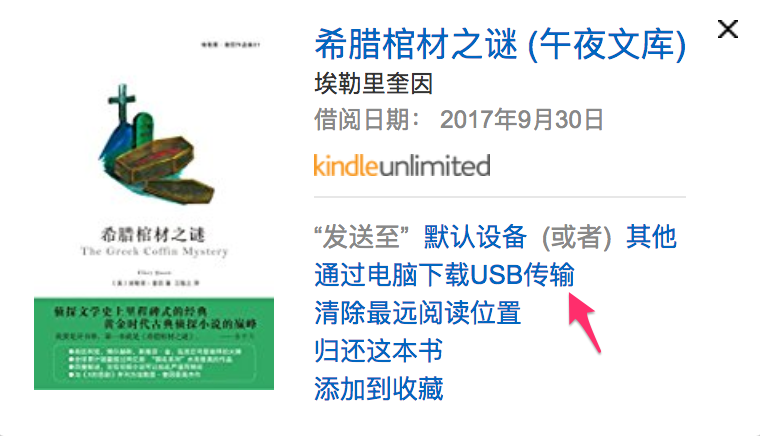 希腊棺材之谜 (午夜文库)
埃勒里奎因
借阅日期： 2017年9月30日
kindleunlimited
“发送至” 默认设备 (或者) 其他
通过电脑下载USB传输
清除最远阅读位置
归还这本书
添加到收藏
希腊棺材之谜
The Greek Coffin Mystery
Ellery Queen
侦探文学史上里程碑式的经典
黄金时代古典侦探小说的巅峰